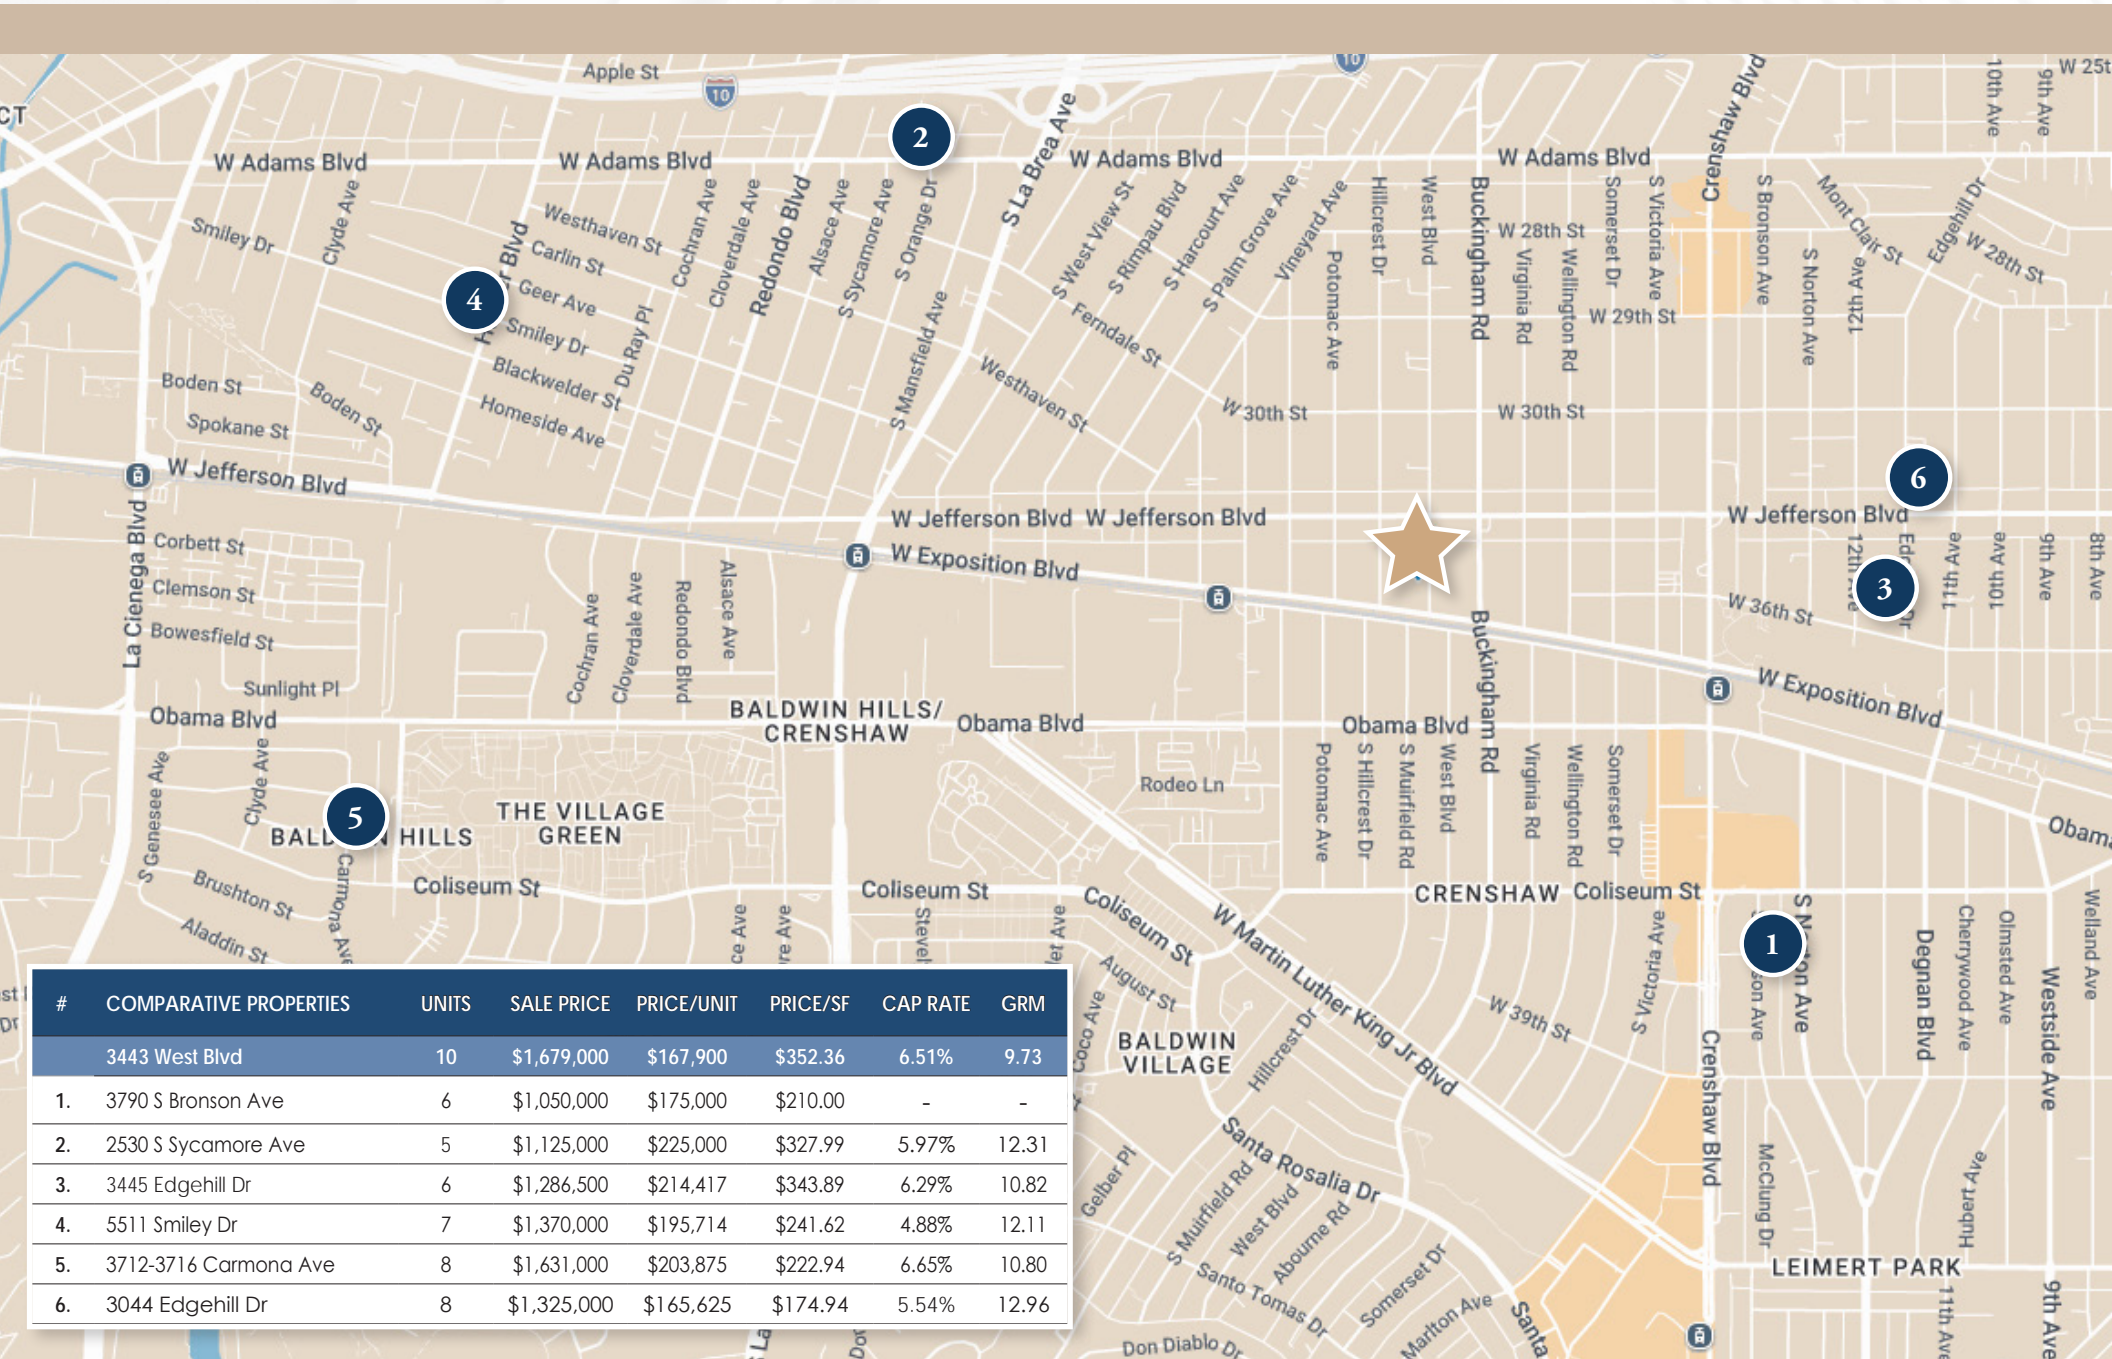 Apple St
10
10
W 25t
CT
2
W Adams Blvd
W Adams Blvd
W Adams Blvd
W Adams Blvd
S La Brea Ave
Crenshaw Blvd
10th Ave
9th Ave
Smiley Dr
Clyde Ave
Westhaven St
Carlin St
Geer Ave
Smiley Dr
Blackwelder St
Homeside Ave
Du Ray Pl
4
Cochran Ave
Cloverdale Ave
Redondo Blvd
Alsace Ave
S Sycamore Ave
S Orange Dr
S Mansfield Ave
S West View St
S Rimpau Blvd
S Harcourt Ave
S Palm Grove Ave
Vineyard Ave
Ferndale St
Westhaven St
Hillcrest Dr
West Blvd
Potomac Ave
Buckingham Rd
W 28th St
Virginia Rd
Wellington Rd
Somerset Dr
S Victoria Ave
W 29th St
S Bronson Ave
S Norton Ave
Mont Clair St
12th Ave
Edgehill Dr
W 28th St
Boden St
Boden St
Spokane St
W 30th St
W 30th St
W Jefferson Blvd
W Jefferson Blvd
W Jefferson Blvd
W Jefferson Blvd
6
3
W Exposition Blvd
La Cienega Blvd
Corbett St
Clemson St
Bowesfield St
Sunlight Pl
Obama Blvd
Cochran Ave
Cloverdale Ave
Redondo Blvd
Alsace Ave
W 36th St
11th Ave
10th Ave
9th Ave
8th Ave
W Exposition Blvd
BALDWIN HILLS/
CRENSHAW
Obama Blvd
Obama Blvd
Buckingham Rd
S Genesee Ave
Clyde Ave
5
HILLS
THE VILLAGE
GREEN
Rodeo Ln
Potomac Ave
S Hillcrest Dr
S Muirfield Rd
West Blvd
Virginia Rd
Wellington Rd
Somerset Dr
Obama
Brushton St
Aladdin St
Carmona Ave
Coliseum St
Coliseum St
Coliseum St
CRENSHAW
Coliseum St
W Martin Luther King Jr Blvd
August St
Hillcrest Dr
BALDWIN
VILLAGE
W 39th St
S Victoria Ave
1
Crenshaw Blvd
Degnan Blvd
Cherrywood Ave
Olmsted Ave
Westside Ave
Welland Ave
Santa Rosalia Dr
Gelber Pl
S Muirfield Rd
West Blvd
Abourne Rd
Santo Tomas Dr
Somerset Dr
Marlton Ave
Santa
Don Diablo Dr
McClung Dr
Hubert Ave
LEIMERT PARK
11th Ave
9th Ave
# COMPARATIVE PROPERTIES UNITS SALE PRICE PRICE/UNIT PRICE/SF CAP RATE GRM
3443 West Blvd 10 $1,679,000 $167,900 $352.36 6.51% 9.73
1. 3790 S Bronson Ave 6 $1,050,000 $175,000 $210.00 - -
2. 2530 S Sycamore Ave 5 $1,125,000 $225,000 $327.99 5.97% 12.31
3. 3445 Edgehill Dr 6 $1,286,500 $214,417 $343.89 6.29% 10.82
4. 5511 Smiley Dr 7 $1,370,000 $195,714 $241.62 4.88% 12.11
5. 3712-3716 Carmona Ave 8 $1,631,000 $203,875 $222.94 6.65% 10.80
6. 3044 Edgehill Dr 8 $1,325,000 $165,625 $174.94 5.54% 12.96